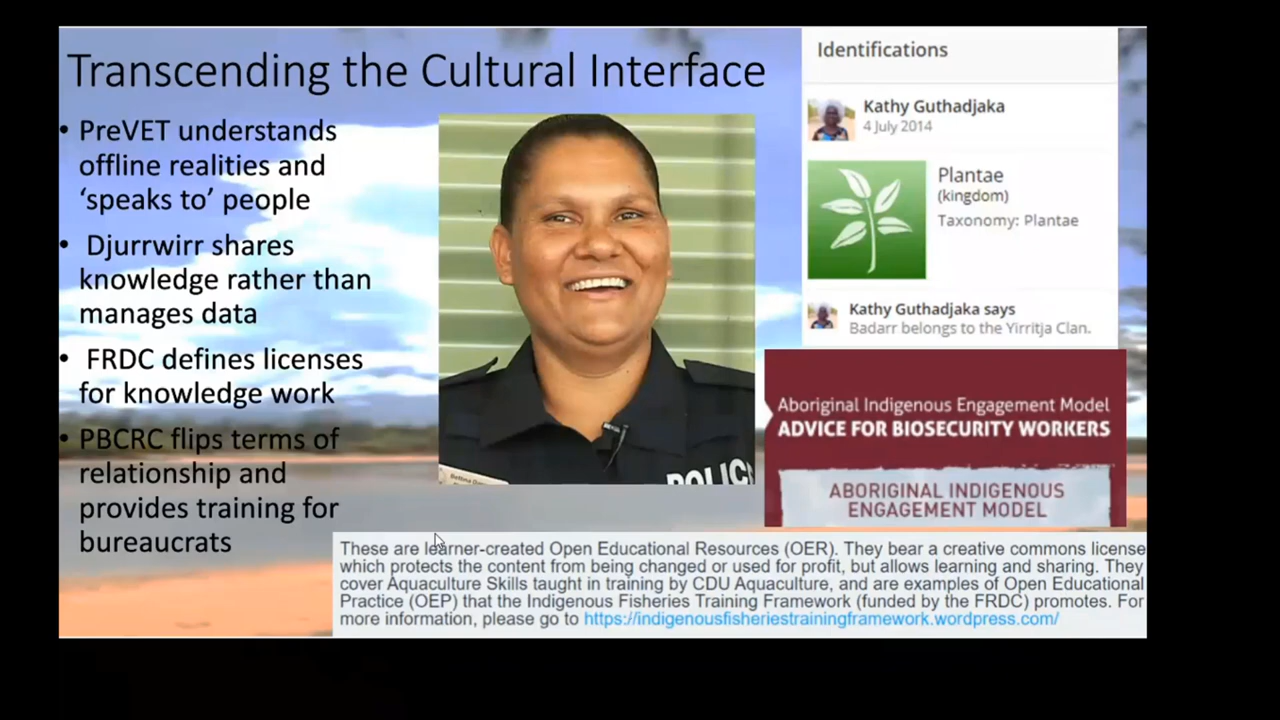 Transcending the Cultural Interface
• PreVET understands
offline realities and
‘speaks to’ people
• Djurrwirr shares
knowledge rather than
manages data
• FRDC defines licenses
for knowledge work
• PBCRC flips terms of
relationship and
provides training for
bureaucrats
POLICE
Identifications
Kathy Guthadjaka
4 July 2014
Plantae
(kingdom)
Taxonomy: Plantae
Kathy Guthadjaka says
Badarr belongs to the Yirritja Clan.
Aboriginal Indigenous Engagement Model
ADVICE FOR BIOSECURITY WORKERS
ABORIGINAL INDIGENOUS
ENGAGEMENT MODEL
These are learner-created Open Educational Resources (OER). They bear a creative commons license
which protects the content from being changed or used for profit, but allows learning and sharing. They
cover Aquaculture Skills taught in training by CDU Aquaculture, and are examples of Open Educational
Practice (OEP) that the Indigenous Fisheries Training Framework (funded by the FRDC) promotes. For
more information, please go to https://indigenousfisheriestrainingframework.wordpress.com/